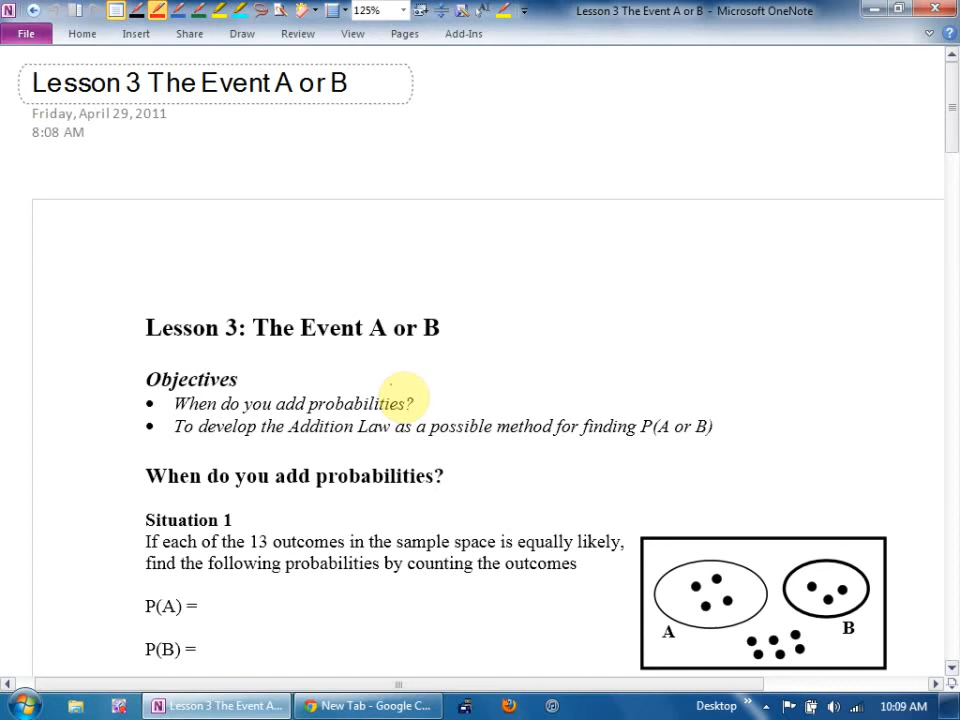 125%
Lesson 3 The Event A or B - Microsoft OneNote
File Home Insert Share Draw Review View Pages Add-Ins
Lesson 3 The Event A or B
Friday, April 29, 2011
8:08 AM
Lesson 3: The Event A or B
Objectives
• When do you add probabilities?
• To develop the Addition Law as a possible method for finding P(A or B)
When do you add probabilities?
Situation 1
If each of the 13 outcomes in the sample space is equally likely,
find the following probabilities by counting the outcomes
P(A) =
P(B) =
A
B
Lesson 3 The Event A... New Tab - Google C... Desktop 10:09 AM